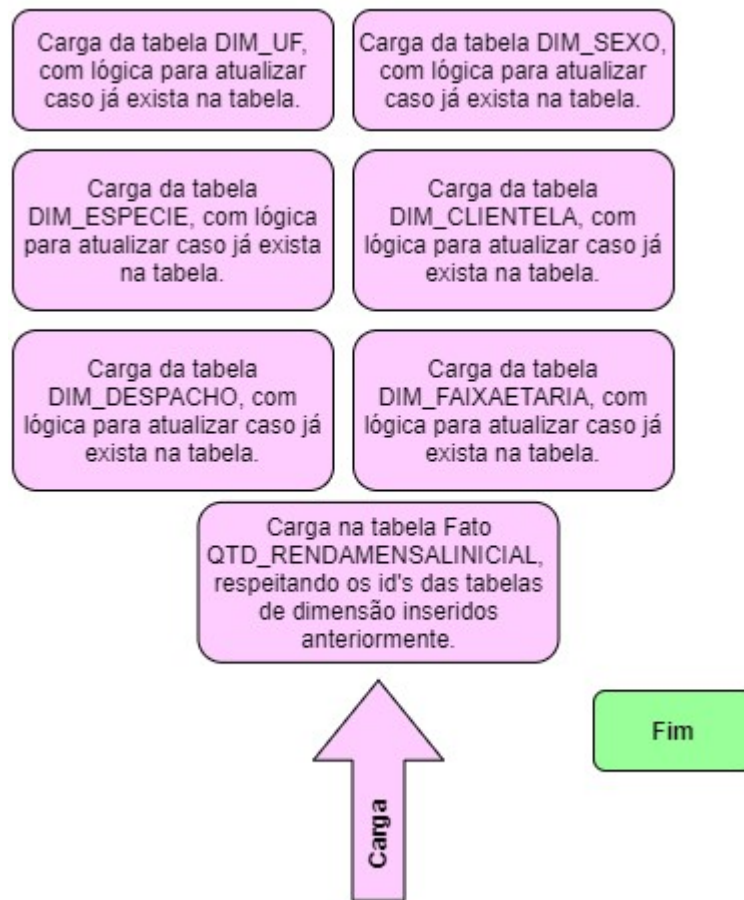 Carga da tabela DIM_UF,
com lógica para atualizar
caso já exista na tabela.
Carga da tabela DIM_SEXO,
com lógica para atualizar
caso já exista na tabela.
Carga da tabela
DIM_ESPECIE, com lógica
para atualizar caso já exista
na tabela.
Carga da tabela
DIM_CLIENTELA, com
lógica para atualizar caso já
exista na tabela.
Carga da tabela
DIM_DESPACHO, com
lógica para atualizar caso já
exista na tabela.
Carga da tabela
DIM_FAIXAETARIA, com
lógica para atualizar caso já
exista na tabela.
Carga na tabela Fato
QTD_RENDAMENSALINICIAL,
respeitando os id's das tabelas
de dimensão inseridos
anteriormente.
Fim
Carga